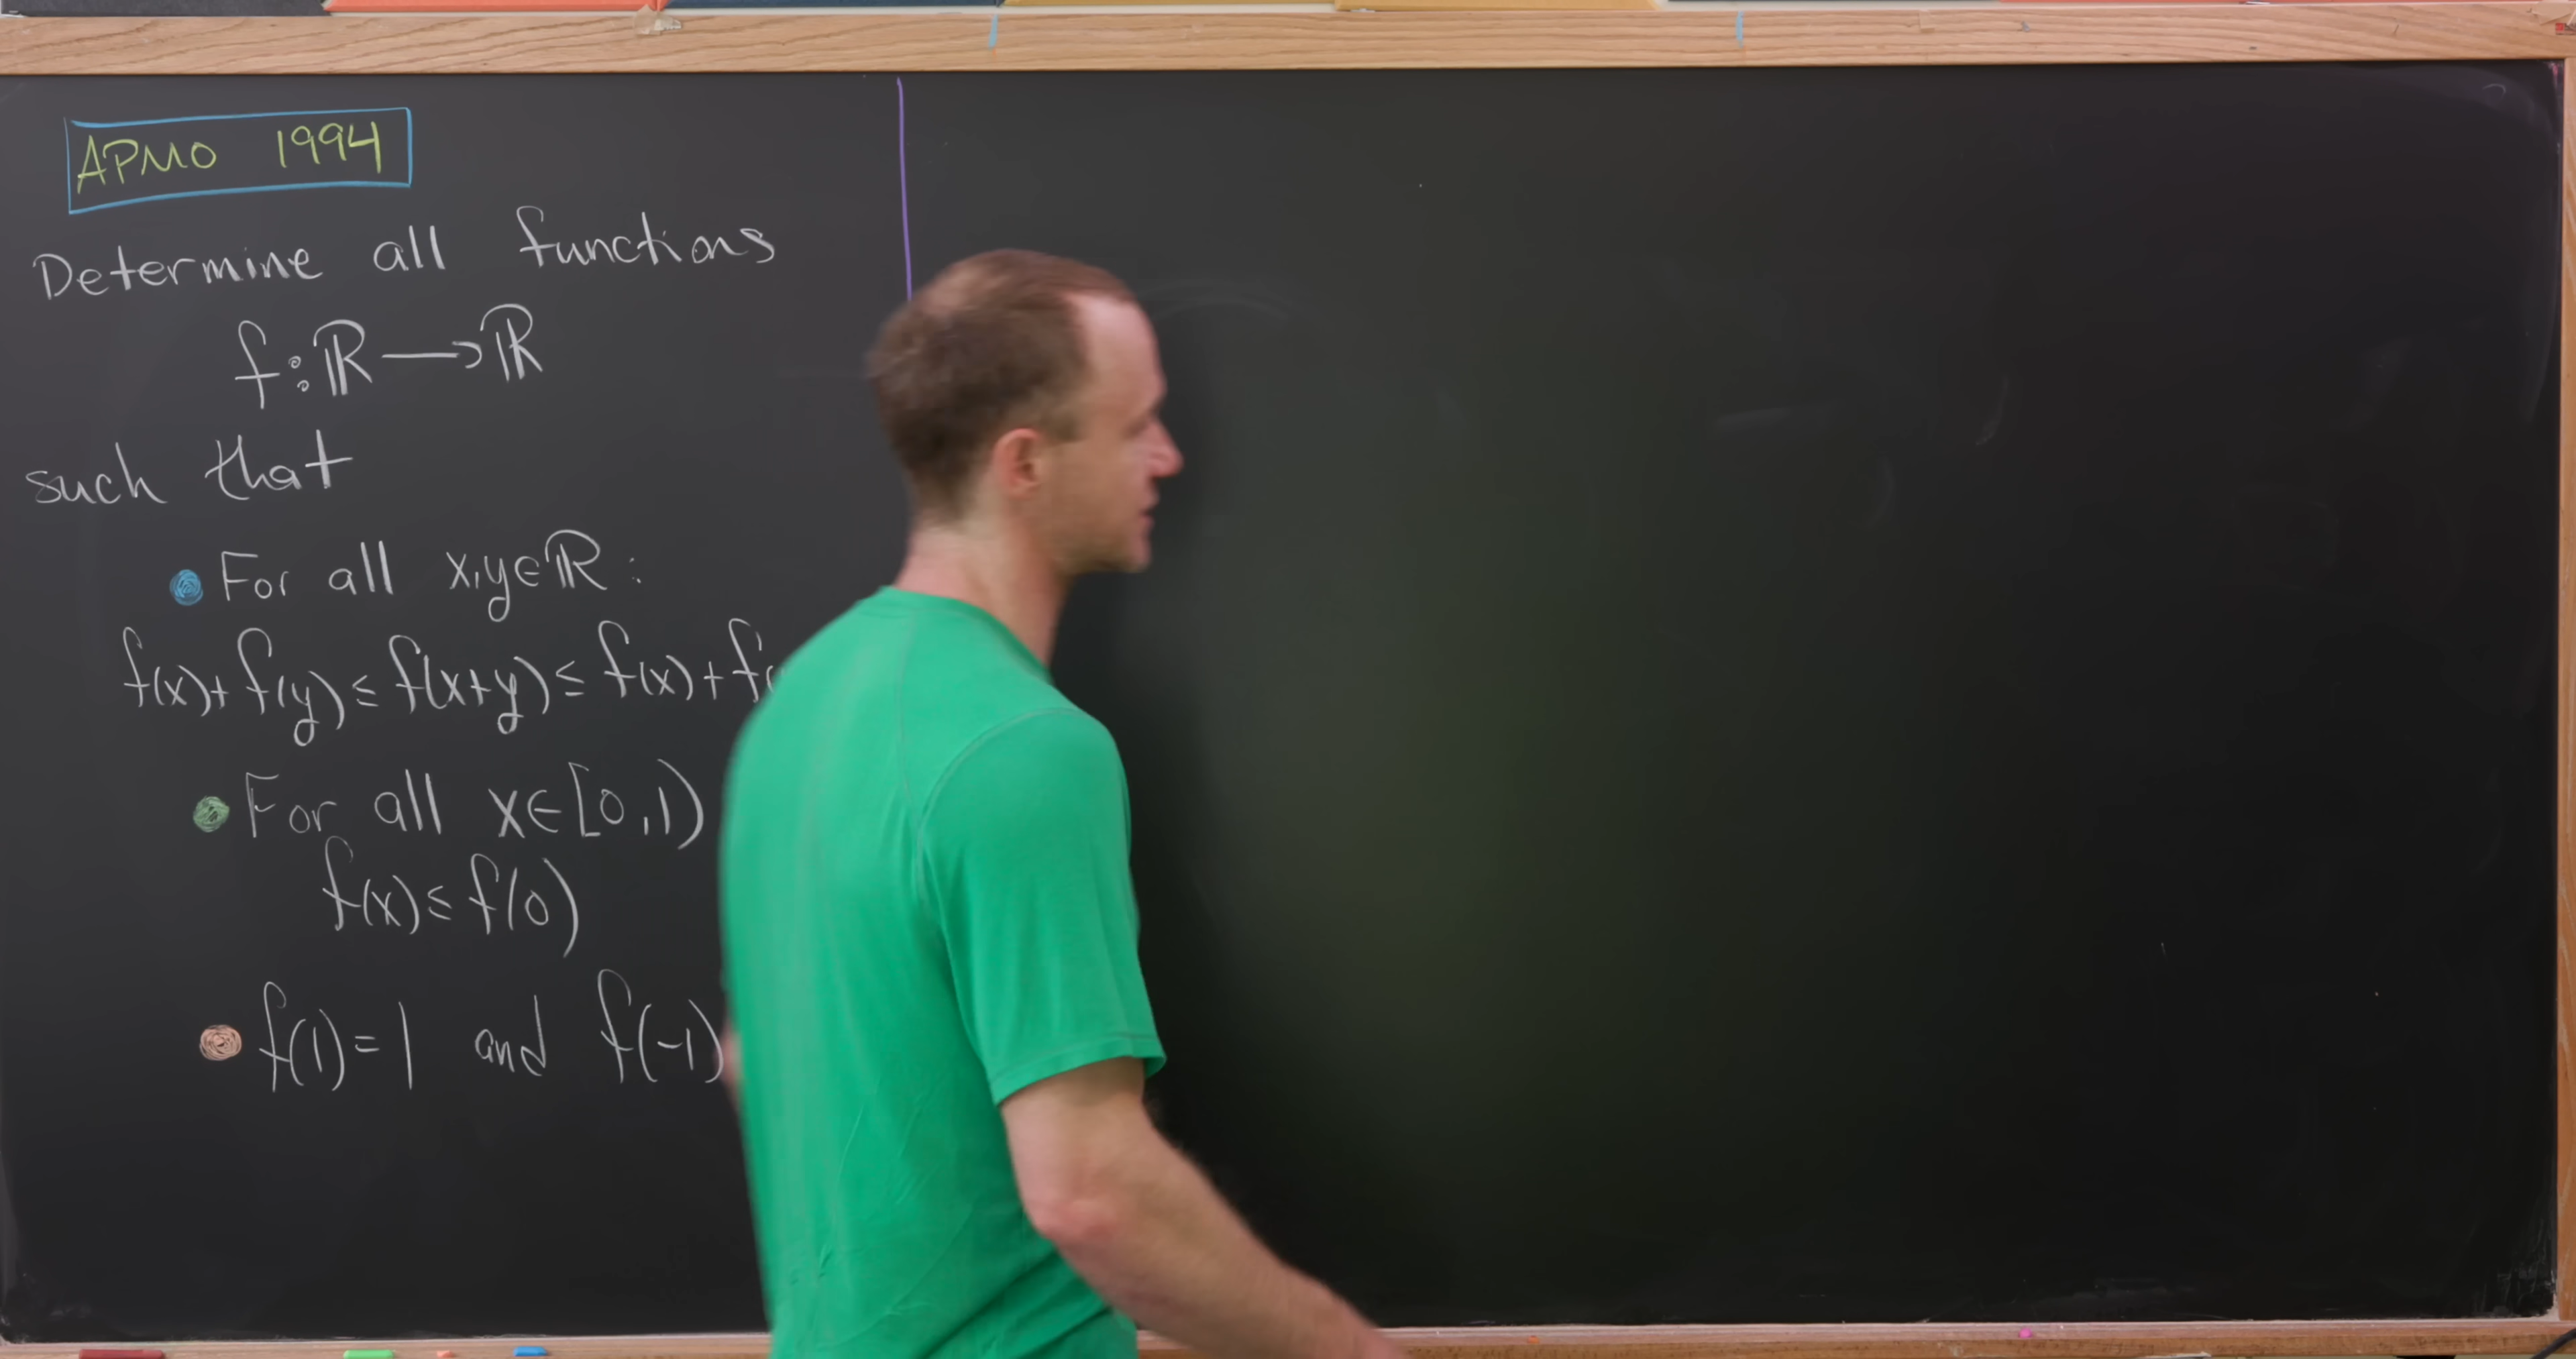 APMO 1994
Determine all functions
f:ℝ→ℝ
such that
For all x,y∈ℝ:
f(x)+f(y)≤f(x+y)≤f(x)+f(
For all x∈[0,1)
f(x)≤f(0)
f(1)=1 and f(-1)